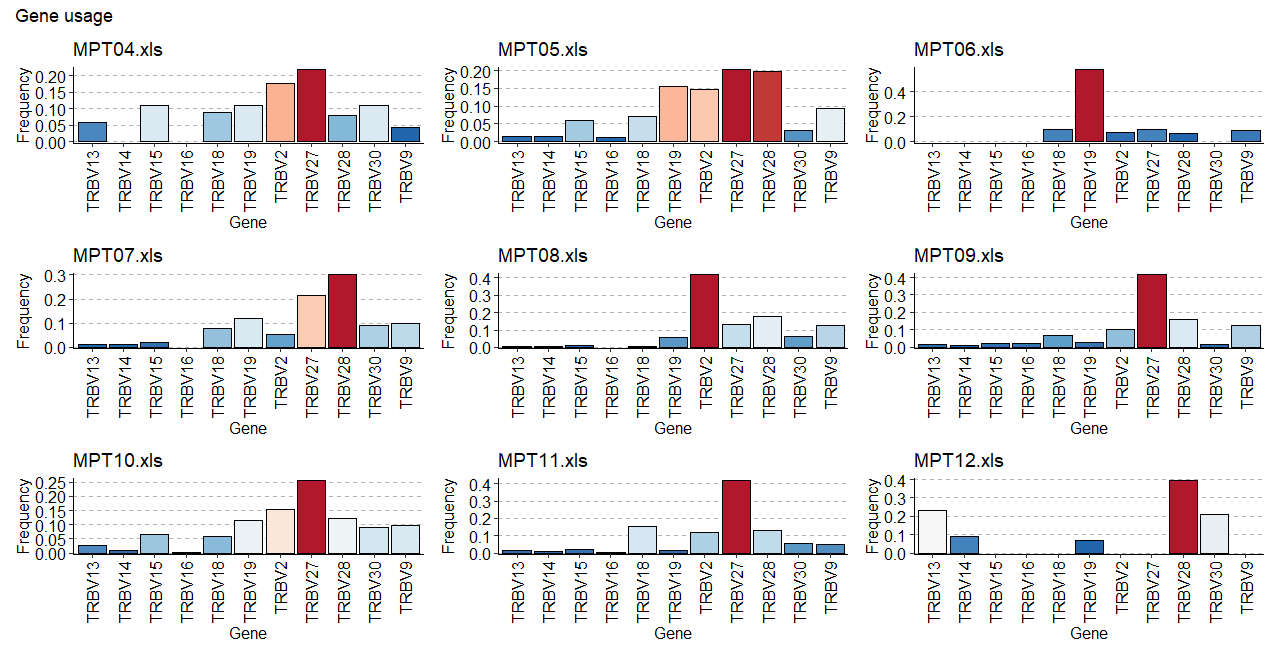 Gene usage
MPT04.xls
Frequency
0.20
0.15
0.10
0.05
0.00
TRBV13
TRBV14
TRBV15
TRBV16
TRBV18
TRBV19
TRBV2
TRBV27
TRBV28
TRBV30
TRBV9
Gene
MPT05.xls
Frequency
0.20
0.15
0.10
0.05
0.00
TRBV13
TRBV14
TRBV15
TRBV16
TRBV18
TRBV19
TRBV2
TRBV27
TRBV28
TRBV30
TRBV9
Gene
MPT06.xls
Frequency
0.4
0.2
0.0
TRBV13
TRBV14
TRBV15
TRBV16
TRBV18
TRBV19
TRBV2
TRBV27
TRBV28
TRBV30
TRBV9
Gene
MPT07.xls
Frequency
0.3
0.2
0.1
0.0
TRBV13
TRBV14
TRBV15
TRBV16
TRBV18
TRBV19
TRBV2
TRBV27
TRBV28
TRBV30
TRBV9
Gene
MPT08.xls
Frequency
0.4
0.3
0.2
0.1
0.0
TRBV13
TRBV14
TRBV15
TRBV16
TRBV18
TRBV19
TRBV2
TRBV27
TRBV28
TRBV30
TRBV9
Gene
MPT09.xls
Frequency
0.4
0.3
0.2
0.1
0.0
TRBV13
TRBV14
TRBV15
TRBV16
TRBV18
TRBV19
TRBV2
TRBV27
TRBV28
TRBV30
TRBV9
Gene
MPT10.xls
Frequency
0.25
0.20
0.15
0.10
0.05
0.00
TRBV13
TRBV14
TRBV15
TRBV16
TRBV18
TRBV19
TRBV2
TRBV27
TRBV28
TRBV30
TRBV9
Gene
MPT11.xls
Frequency
0.4
0.3
0.2
0.1
0.0
TRBV13
TRBV14
TRBV15
TRBV16
TRBV18
TRBV19
TRBV2
TRBV27
TRBV28
TRBV30
TRBV9
Gene
MPT12.xls
Frequency
0.4
0.3
0.2
0.1
0.0
TRBV13
TRBV14
TRBV15
TRBV16
TRBV18
TRBV19
TRBV2
TRBV27
TRBV28
TRBV30
TRBV9
Gene